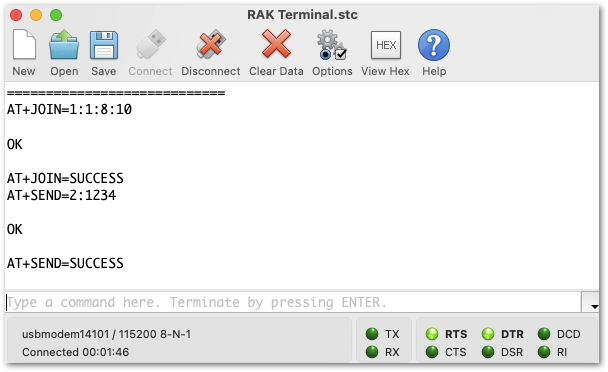 RAK Terminal.stc
New Open Save Connect Disconnect Clear Data Options HEX View Hex Help
============================
AT+JOIN=1:1:8:10
OK
AT+JOIN=SUCCESS
AT+SEND=2:1234
OK
AT+SEND=SUCCESS
Type a command here. Terminate by pressing ENTER.
usbmodem14101 / 115200 8-N-1 TX RTS DTR DCD
Connected 00:01:46 RX CTS DSR RI